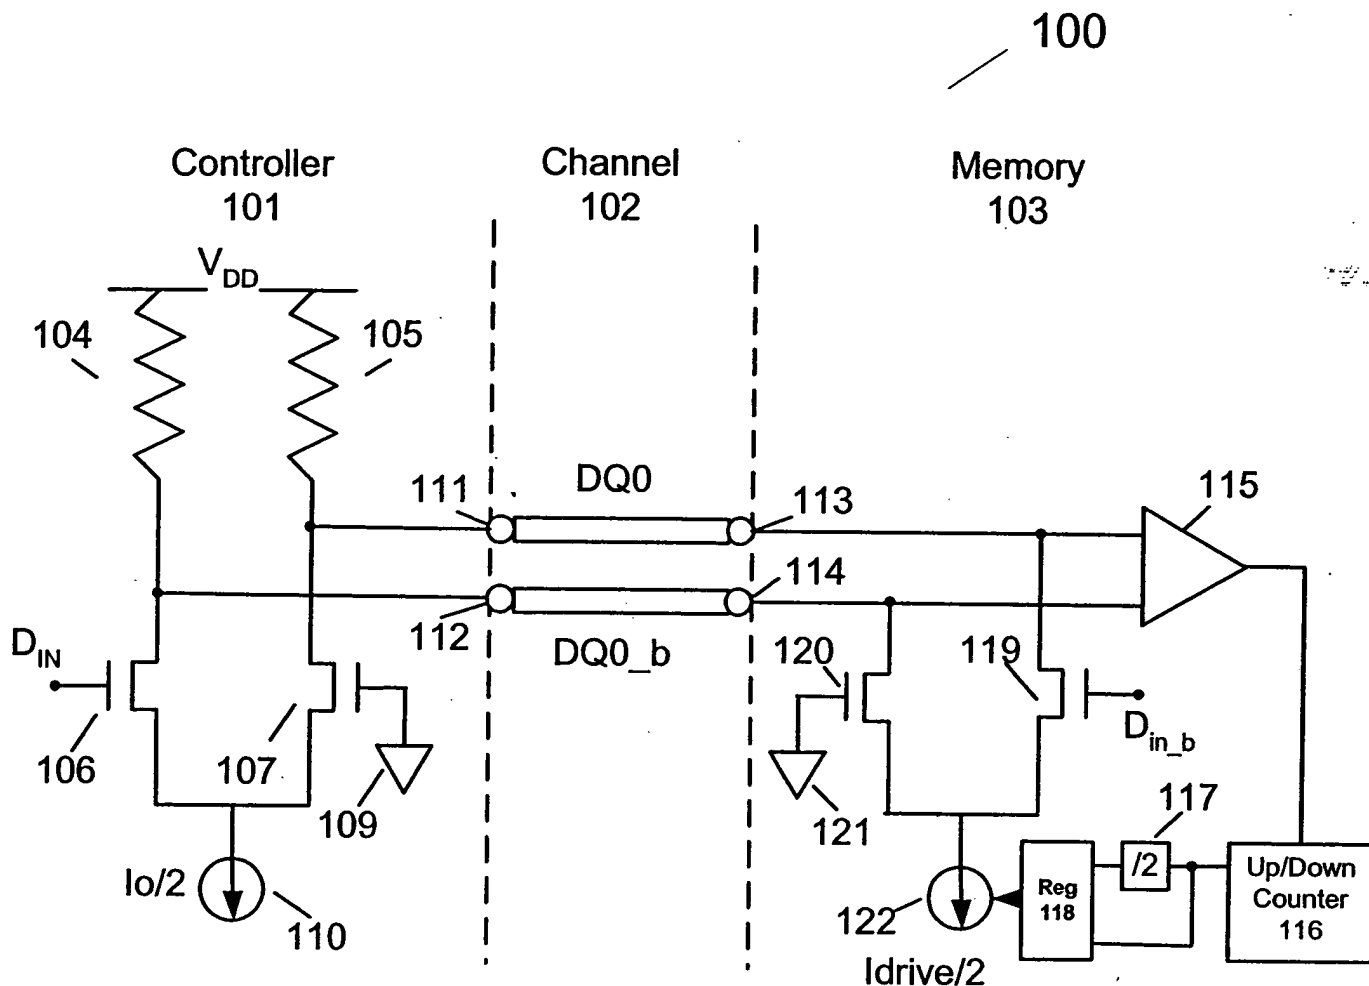 100
Controller
101
Channel
102
Memory
103
VDD
104
105
111
DQ0
113
115
112
DQ0_b
114
DIN
106
107
109
120
119
Din_b
121
117
Io/2
110
122
Reg
118
/2
Up/Down
Counter
116
Idrive/2